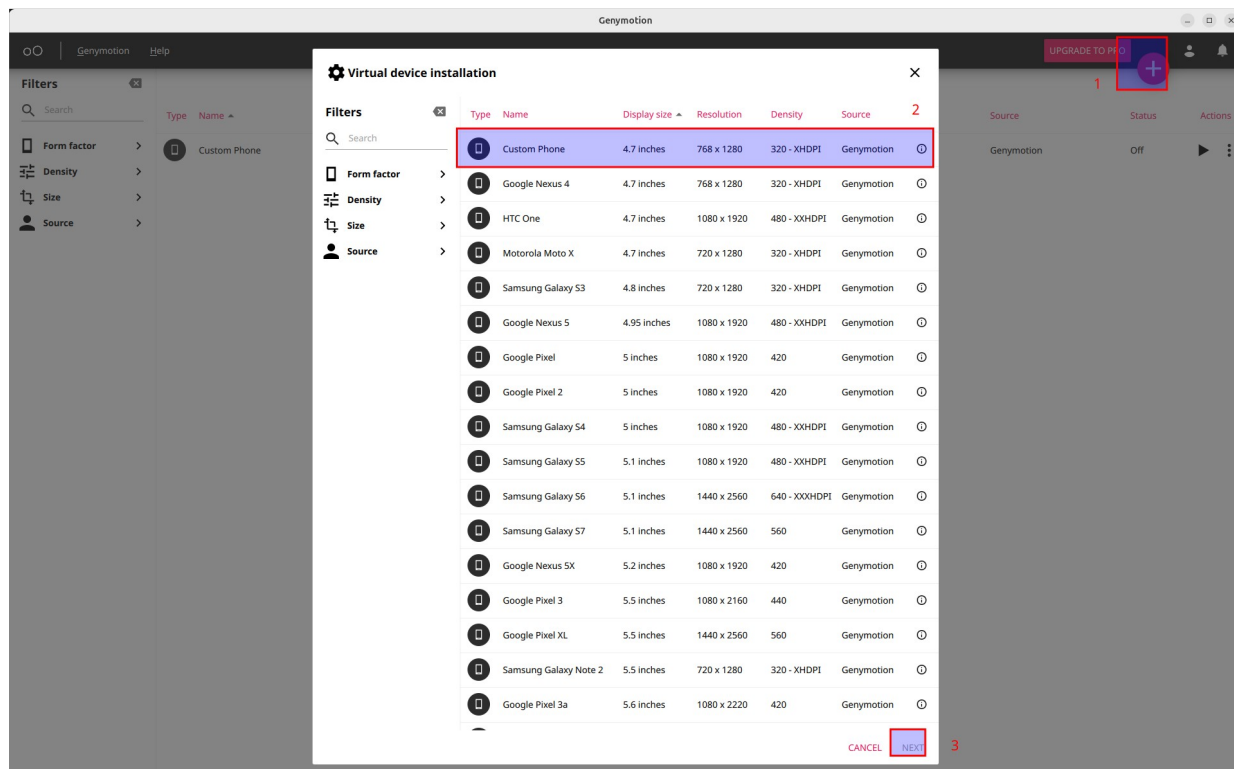 Genymotion
Genymotion Help
UPGRADE TO PRO
1
Filters
Search
Form factor
Density
Size
Source
Type Name Source Status Actions
Custom Phone Genymotion Off
Virtual device installation
Filters
Search
Form factor
Density
Size
Source
Type Name Display size Resolution Density Source 2
Custom Phone 4.7 inches 768 x 1280 320 - XHDPI Genymotion
Google Nexus 4 4.7 inches 768 x 1280 320 - XHDPI Genymotion
HTC One 4.7 inches 1080 x 1920 480 - XXHDPI Genymotion
Motorola Moto X 4.7 inches 720 x 1280 320 - XHDPI Genymotion
Samsung Galaxy S3 4.8 inches 720 x 1280 320 - XHDPI Genymotion
Google Nexus 5 4.95 inches 1080 x 1920 480 - XXHDPI Genymotion
Google Pixel 5 inches 1080 x 1920 420 Genymotion
Google Pixel 2 5 inches 1080 x 1920 420 Genymotion
Samsung Galaxy S4 5 inches 1080 x 1920 480 - XXHDPI Genymotion
Samsung Galaxy S5 5.1 inches 1080 x 1920 480 - XXHDPI Genymotion
Samsung Galaxy S6 5.1 inches 1440 x 2560 640 - XXXHDPI Genymotion
Samsung Galaxy S7 5.1 inches 1440 x 2560 560 Genymotion
Google Nexus 5X 5.2 inches 1080 x 1920 420 Genymotion
Google Pixel 3 5.5 inches 1080 x 2160 440 Genymotion
Google Pixel XL 5.5 inches 1440 x 2560 560 Genymotion
Samsung Galaxy Note 2 5.5 inches 720 x 1280 320 - XHDPI Genymotion
Google Pixel 3a 5.6 inches 1080 x 2220 420 Genymotion
CANCEL NEXT 3